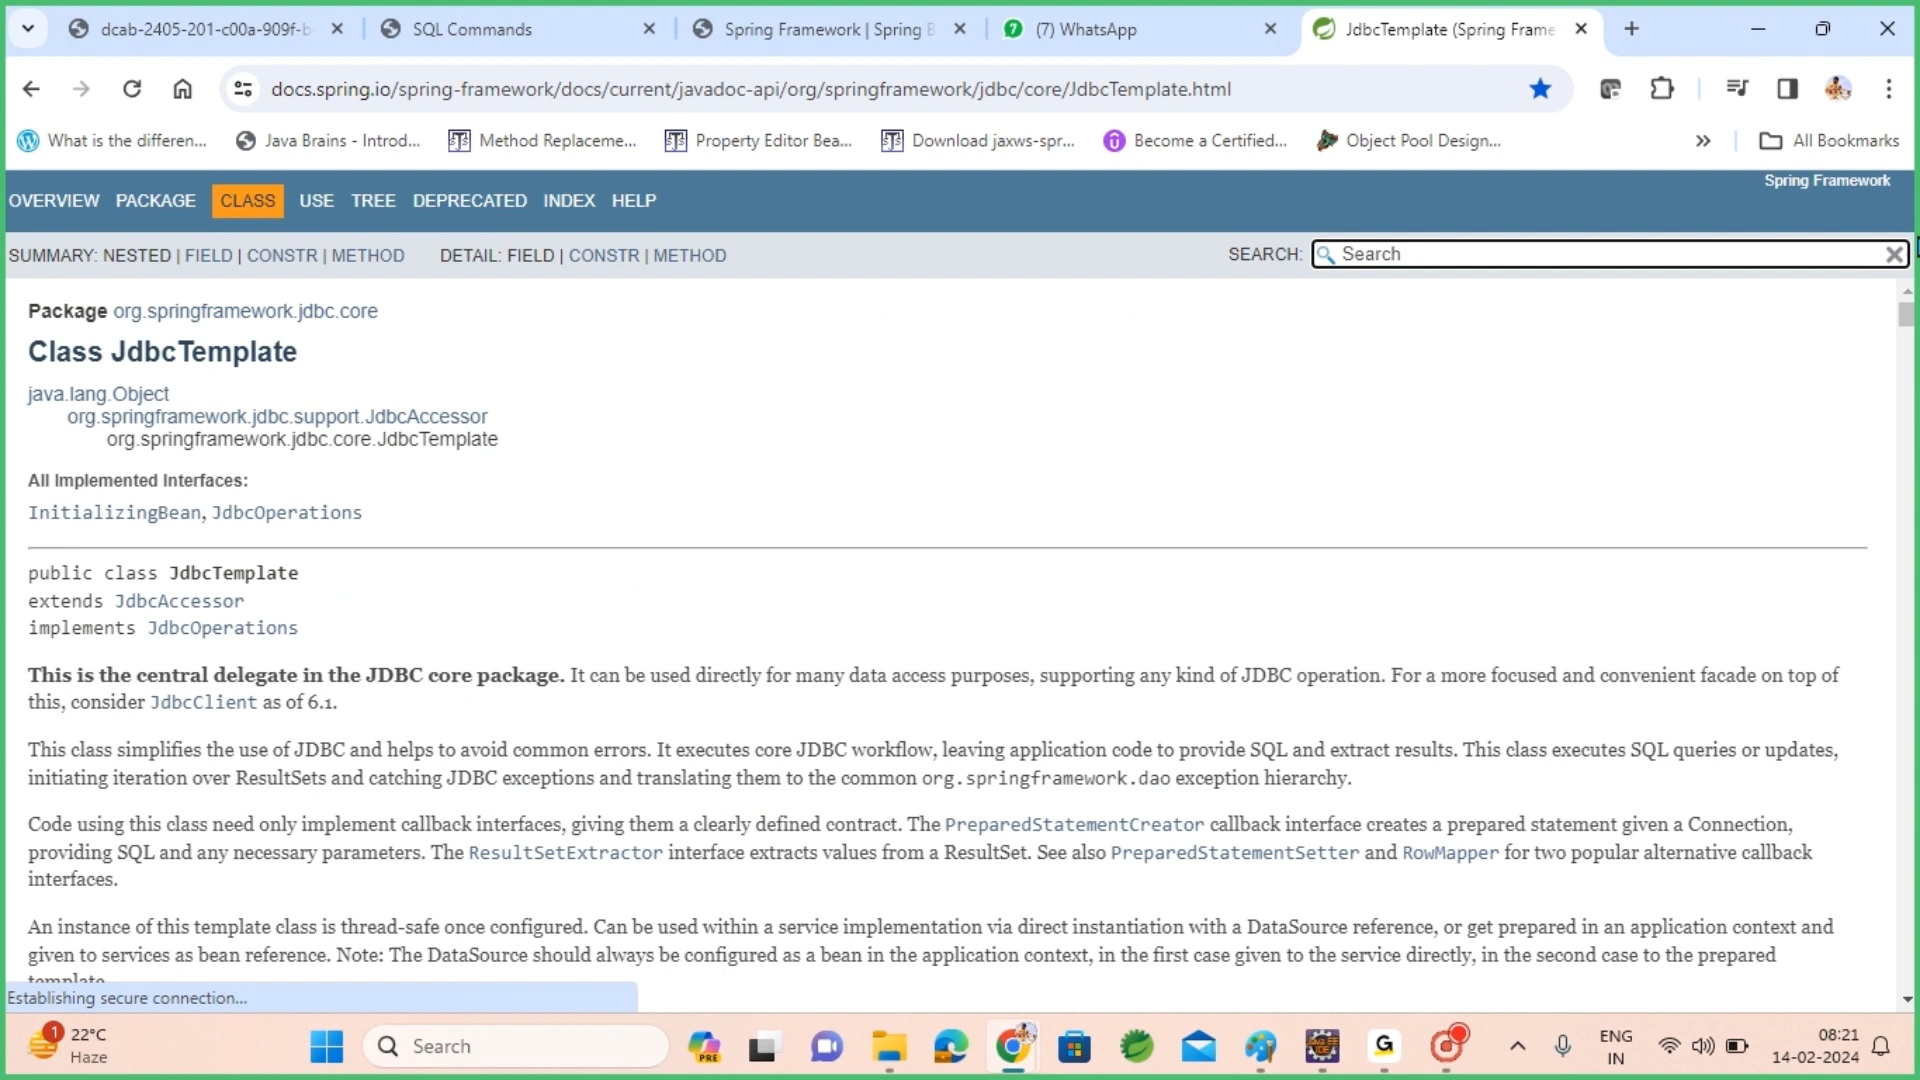 dcab-2405-201-c00a-909f-b
SQL Commands
Spring Framework | Spring B
(7) WhatsApp
JdbcTemplate (Spring Frame
docs.spring.io/spring-framework/docs/current/javadoc-api/org/springframework/jdbc/core/JdbcTemplate.html
What is the differen...
Java Brains - Introd...
Method Replaceme...
Property Editor Bea...
Download jaxws-spr...
Become a Certified...
Object Pool Design...
All Bookmarks
Spring Framework
OVERVIEW PACKAGE CLASS USE TREE DEPRECATED INDEX HELP
SUMMARY: NESTED | FIELD | CONSTR | METHOD DETAIL: FIELD | CONSTR | METHOD
SEARCH: Search
Package org.springframework.jdbc.core
Class JdbcTemplate
java.lang.Object
org.springframework.jdbc.support.JdbcAccessor
org.springframework.jdbc.core.JdbcTemplate
All Implemented Interfaces:
InitializingBean, JdbcOperations
public class JdbcTemplate
extends JdbcAccessor
implements JdbcOperations
This is the central delegate in the JDBC core package. It can be used directly for many data access purposes, supporting any kind of JDBC operation. For a more focused and convenient facade on top of
this, consider JdbcClient as of 6.1.
This class simplifies the use of JDBC and helps to avoid common errors. It executes core JDBC workflow, leaving application code to provide SQL and extract results. This class executes SQL queries or updates,
initiating iteration over ResultSets and catching JDBC exceptions and translating them to the common org.springframework.dao exception hierarchy.
Code using this class need only implement callback interfaces, giving them a clearly defined contract. The PreparedStatementCreator callback interface creates a prepared statement given a Connection,
providing SQL and any necessary parameters. The ResultSetExtractor interface extracts values from a ResultSet. See also PreparedStatementSetter and RowMapper for two popular alternative callback
interfaces.
An instance of this template class is thread-safe once configured. Can be used within a service implementation via direct instantiation with a DataSource reference, or get prepared in an application context and
given to services as bean reference. Note: The DataSource should always be configured as a bean in the application context, in the first case given to the service directly, in the second case to the prepared
template.
Establishing secure connection...
1
22°C
Haze
Search
PRE
G
ENG
IN
08:21
14-02-2024